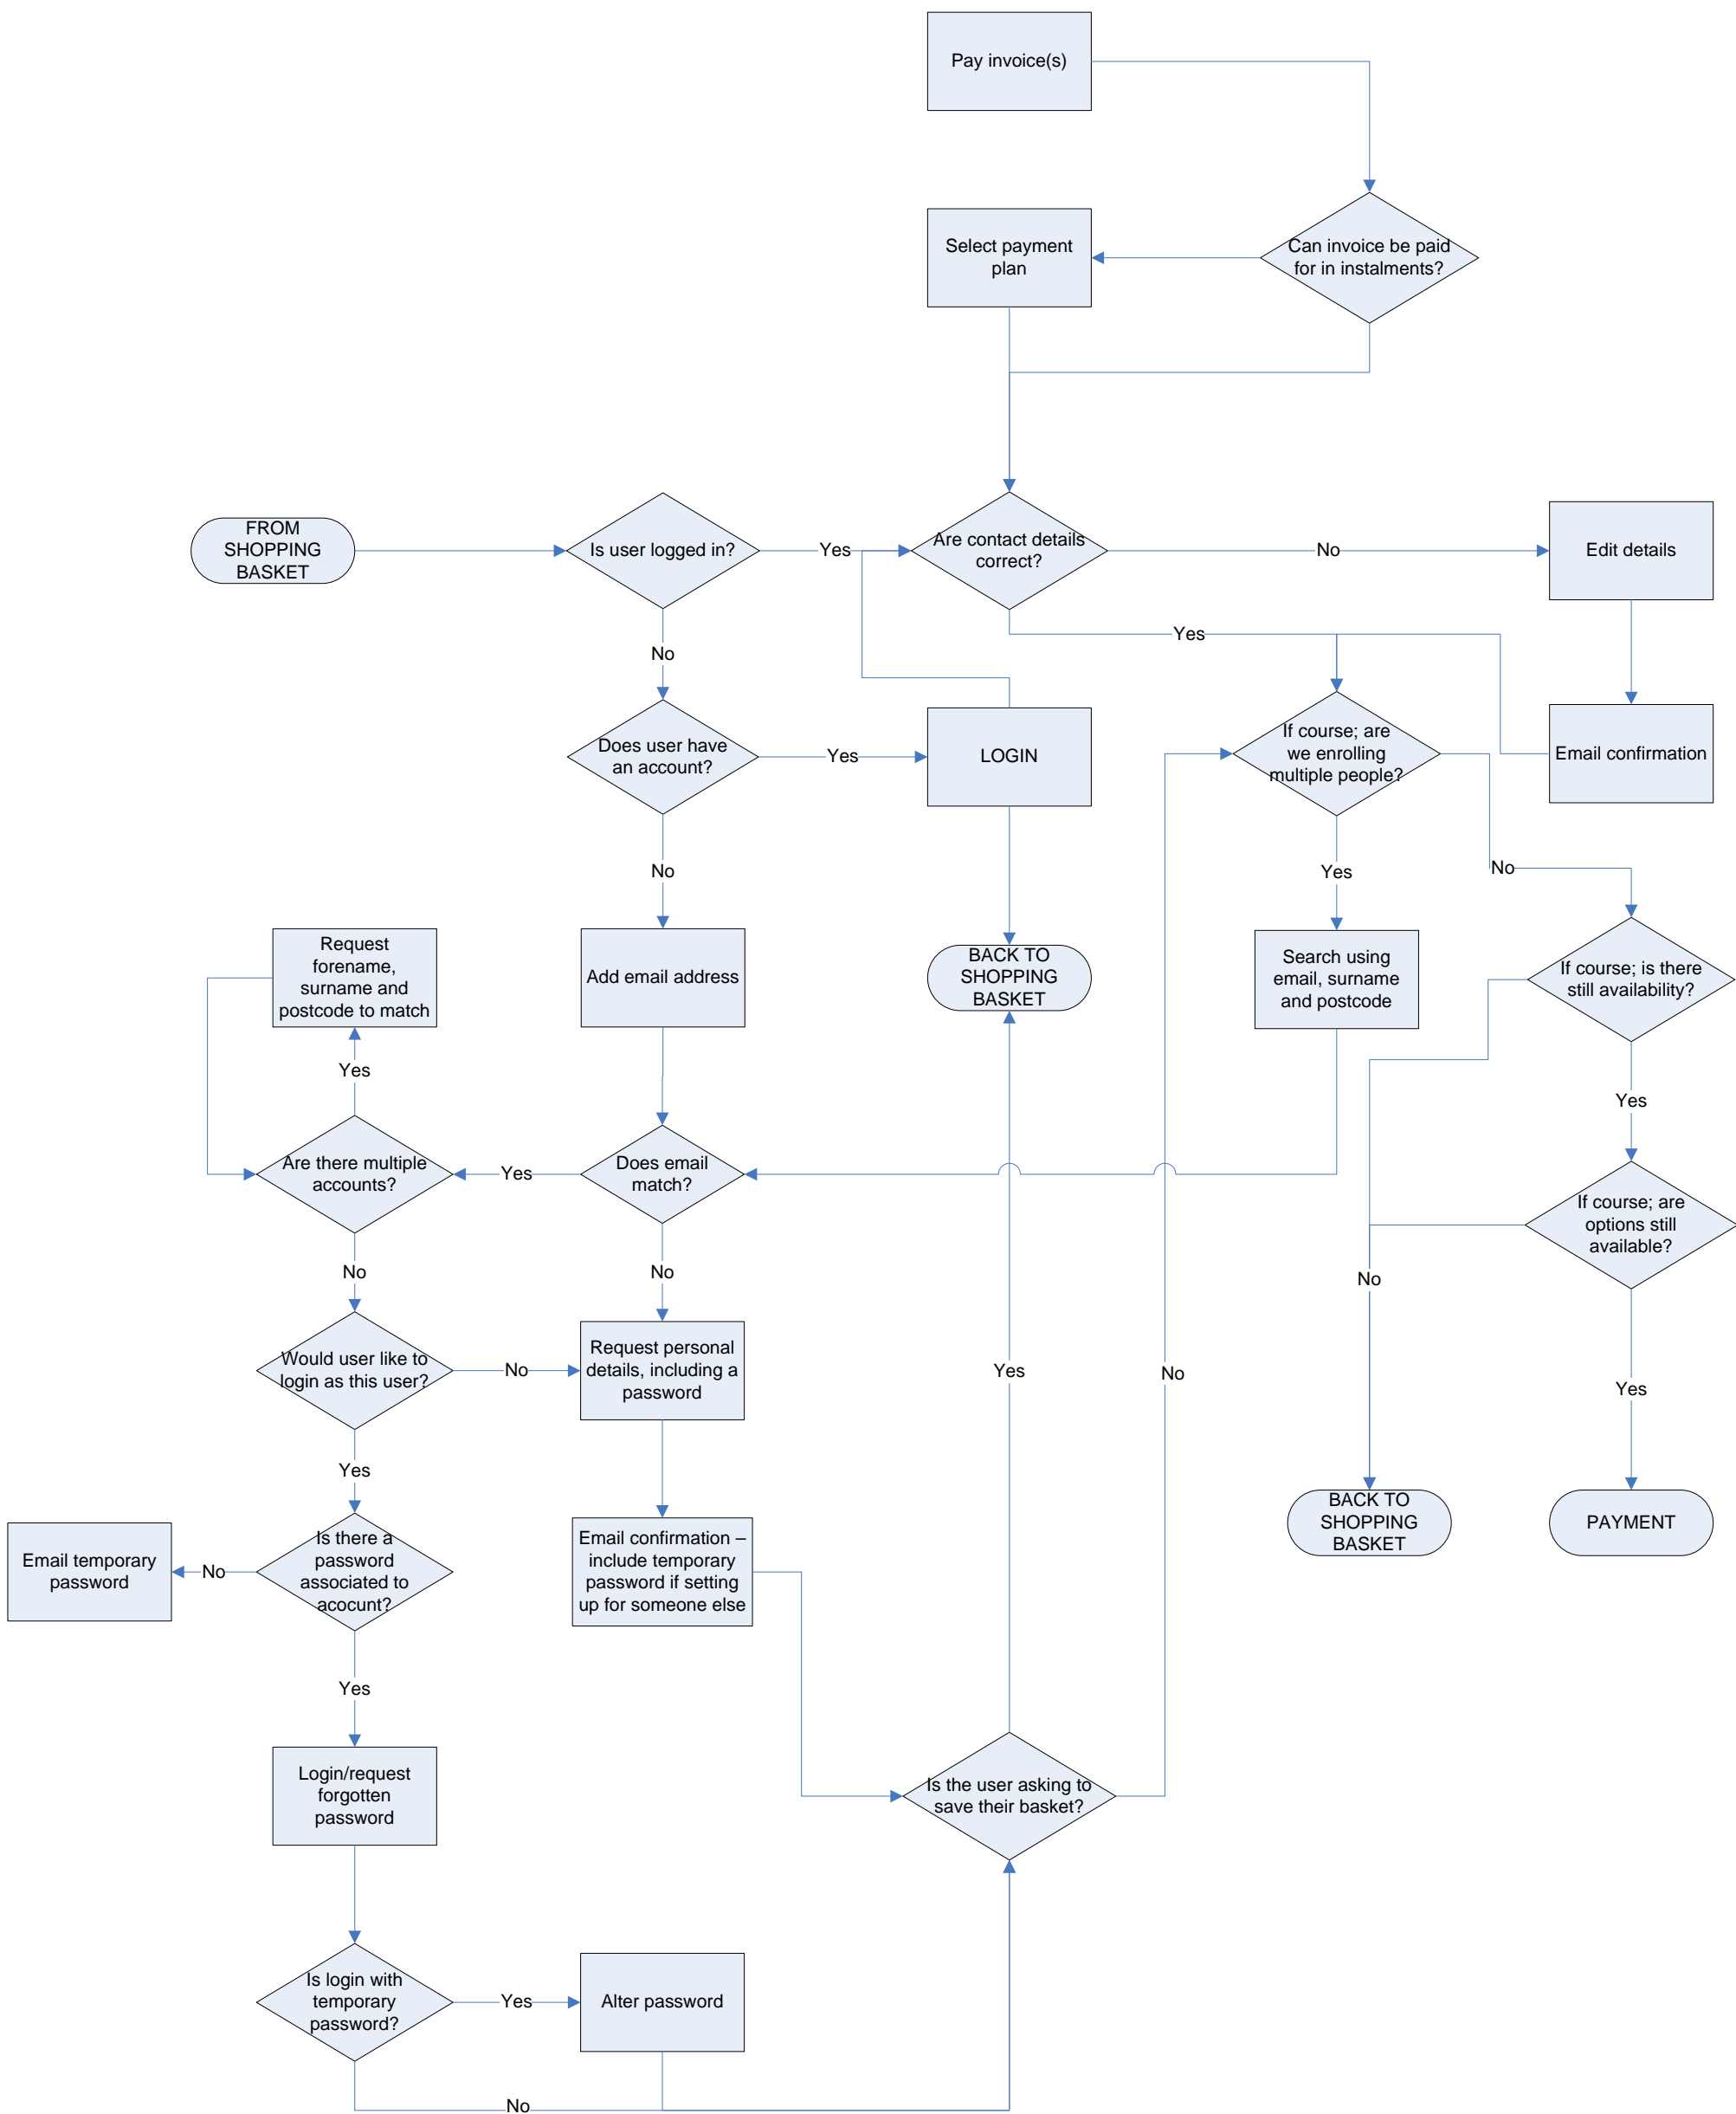 Pay invoice(s)
Select payment
plan
Can invoice be paid
for in instalments?
FROM
SHOPPING
BASKET
Is user logged in?
Yes
Are contact details
correct?
No
Edit details
Yes
No
Does user have
an account?
Yes
LOGIN
If course; are
we enrolling
multiple people?
Email confirmation
No
Yes
No
Request
forename,
surname and
postcode to match
Add email address
BACK TO
SHOPPING
BASKET
Search using
email, surname
and postcode
If course; is there
still availability?
Yes
Yes
Are there multiple
accounts?
Yes
Does email
match?
If course; are
options still
available?
No
No
No
Would user like to
login as this user?
No
Request personal
details, including a
password
Yes
No
Yes
Yes
Email temporary
password
No
Is there a
password
associated to
acocunt?
Email confirmation –
include temporary
password if setting
up for someone else
BACK TO
SHOPPING
BASKET
PAYMENT
Yes
Login/request
forgotten
password
Is the user asking to
save their basket?
Is login with
temporary
password?
Yes
Alter password
No